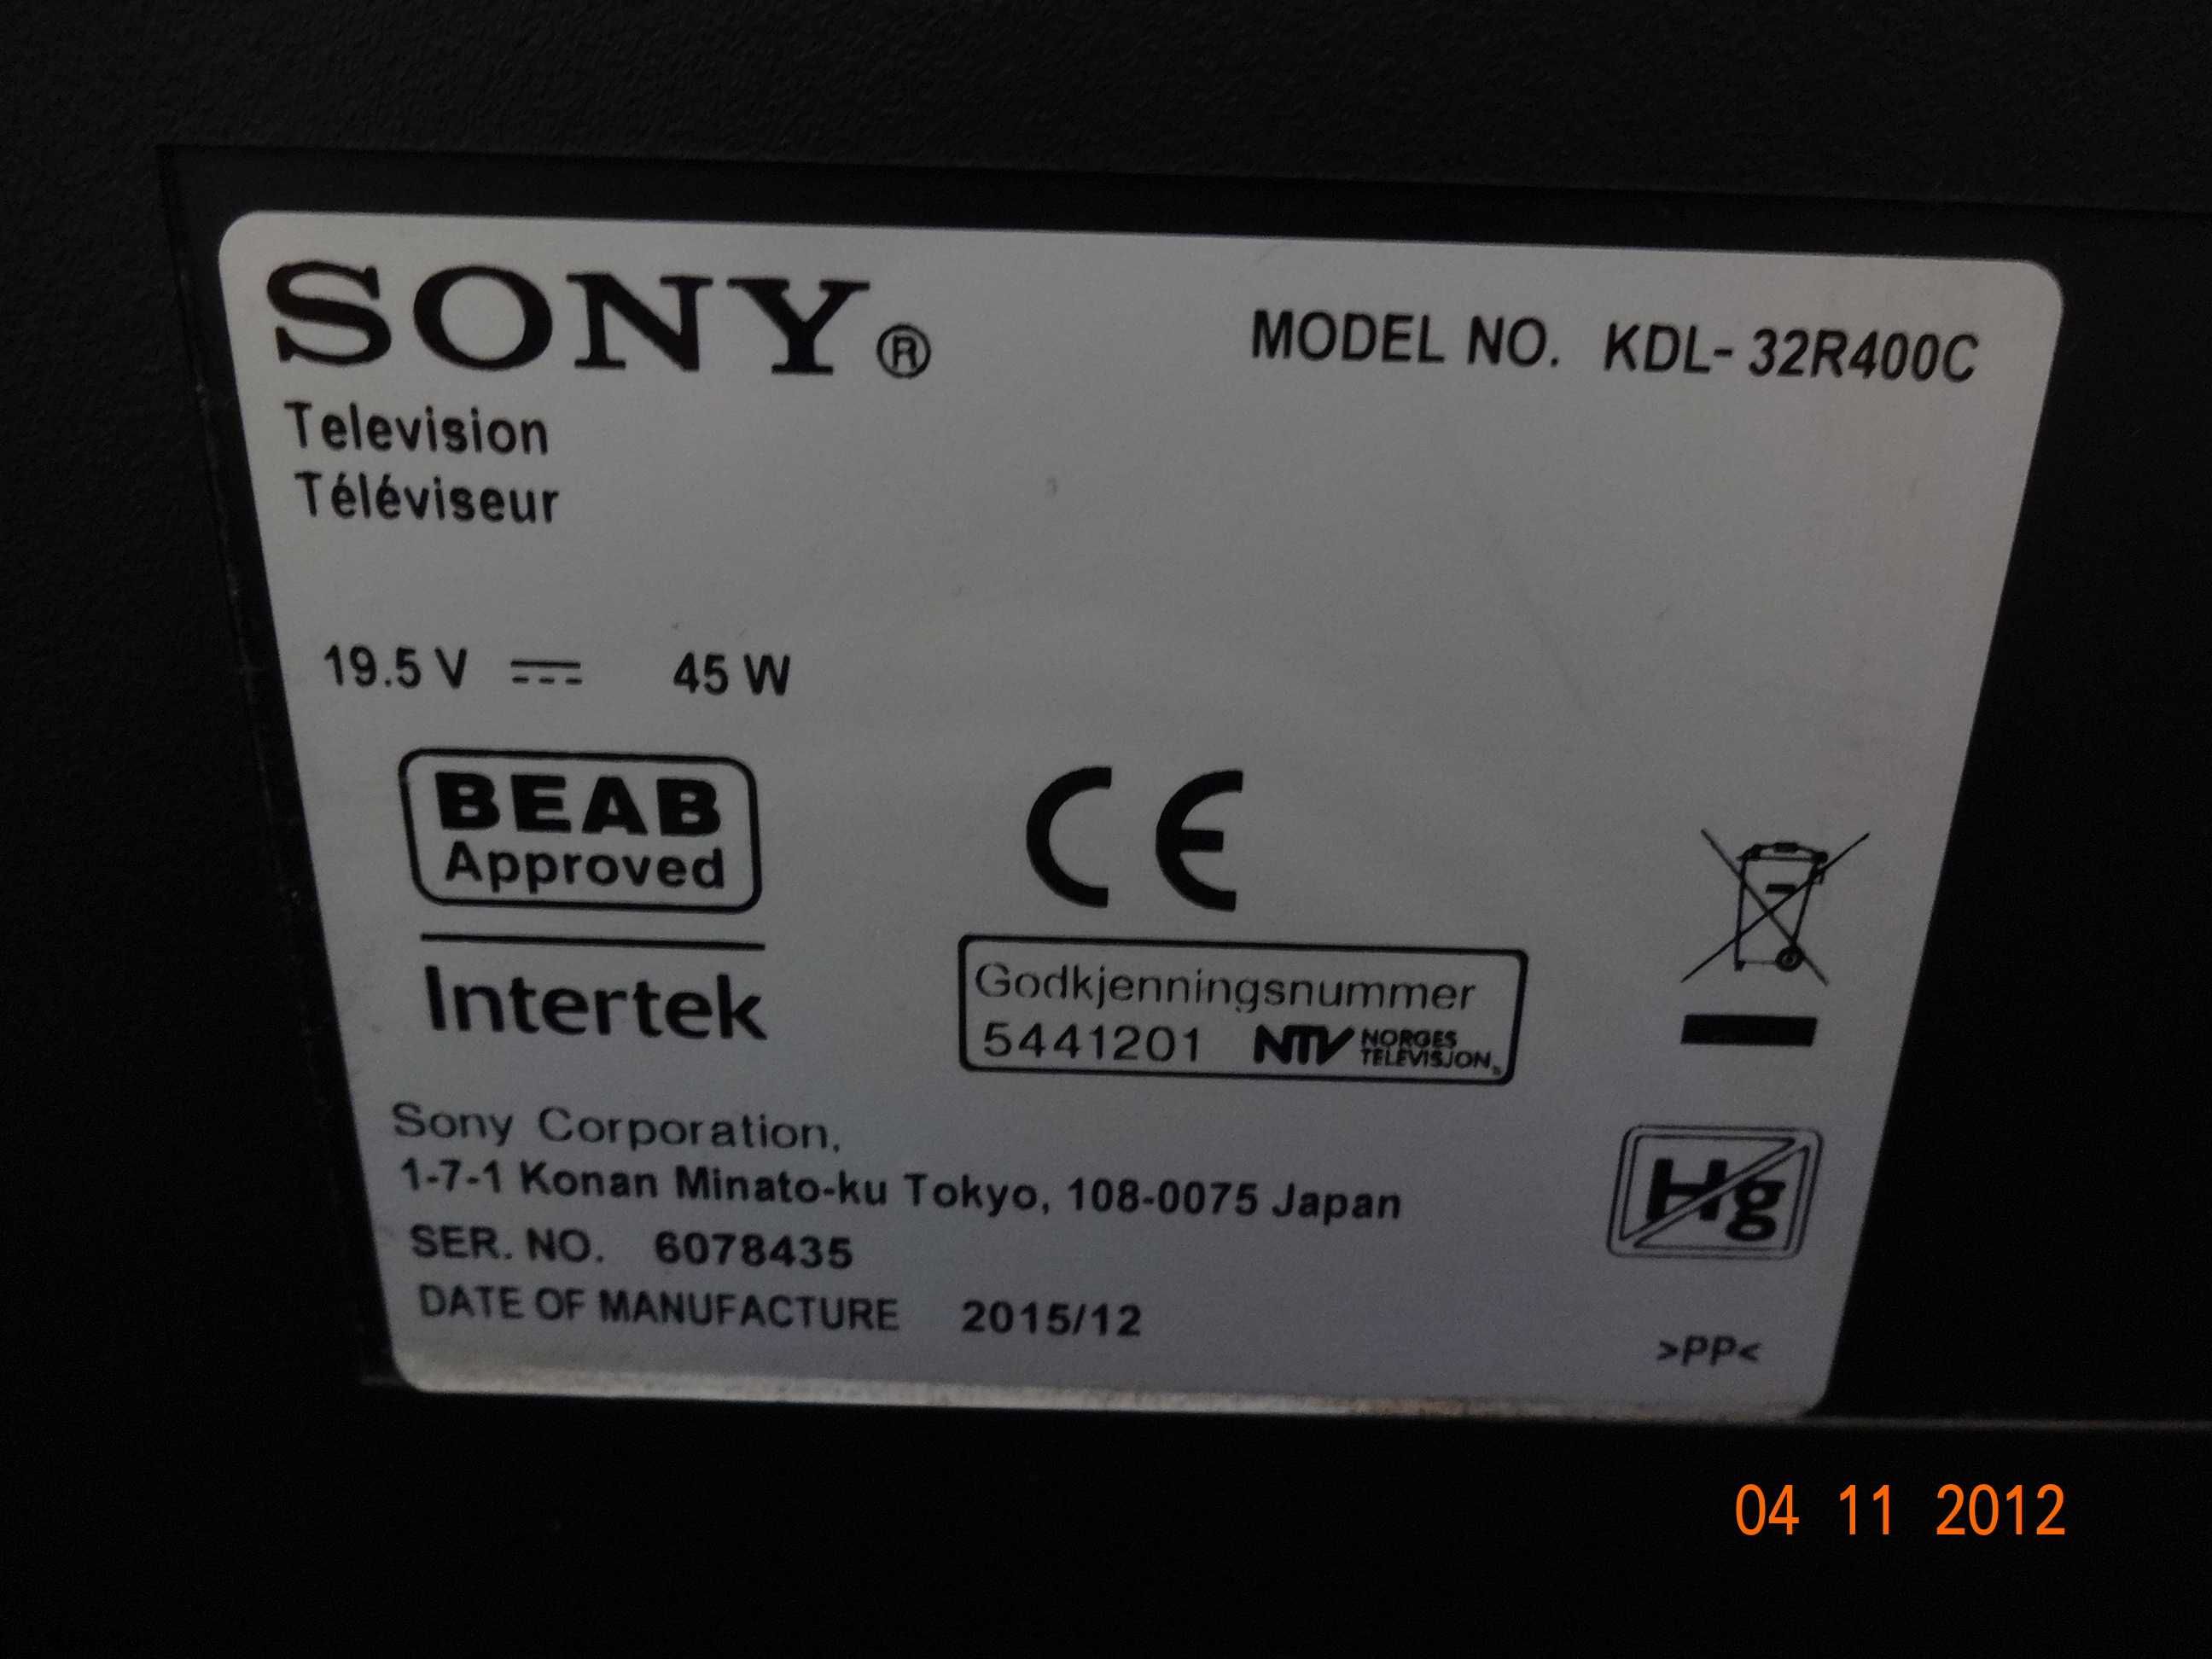 SONY®
MODEL NO. KDL-32R400C
Television
Téléviseur
19.5 V ⎓ 45 W
BEAB
Approved
Intertek
CE
Godkjenningsnummer
5441201 NTV NORGES TELEVISJON
Sony Corporation,
1-7-1 Konan Minato-ku Tokyo, 108-0075 Japan
SER. NO. 6078435
DATE OF MANUFACTURE 2015/12
Hg
>PP<
04 11 2012